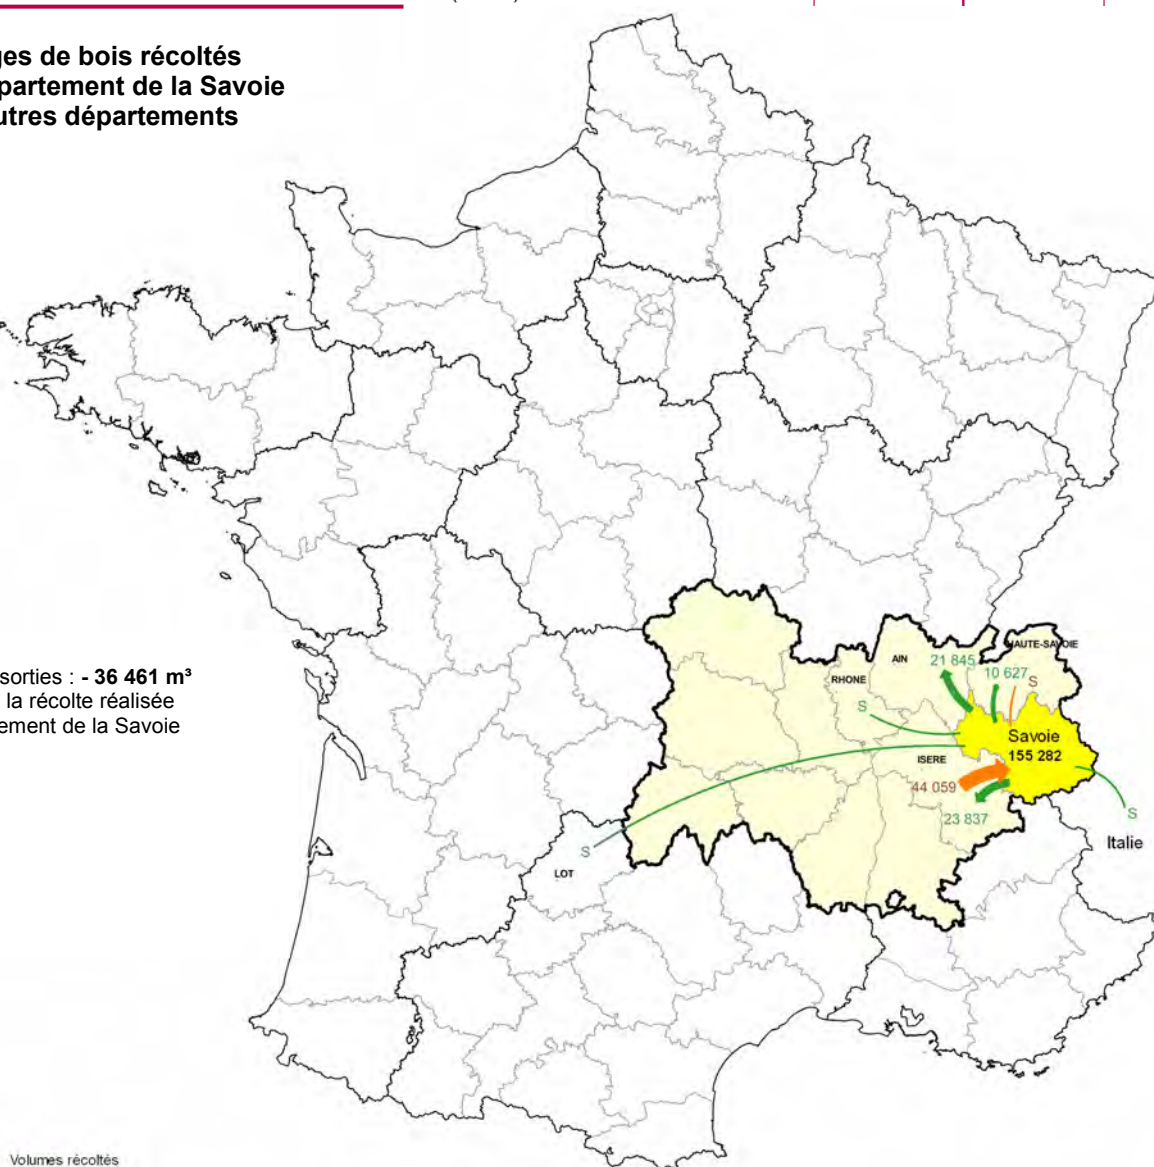 ges de bois récoltés
partement de la Savoie
utres départements
sorties : - 36 461 m³
la récolte réalisée
ement de la Savoie
HAUTE-SAVOIE
AIN
21 845
10 627
S
RHONE
S
Savoie
155 282
ISERE
44 059
23 837
S
Italie
S
LOT
Volumes récoltés